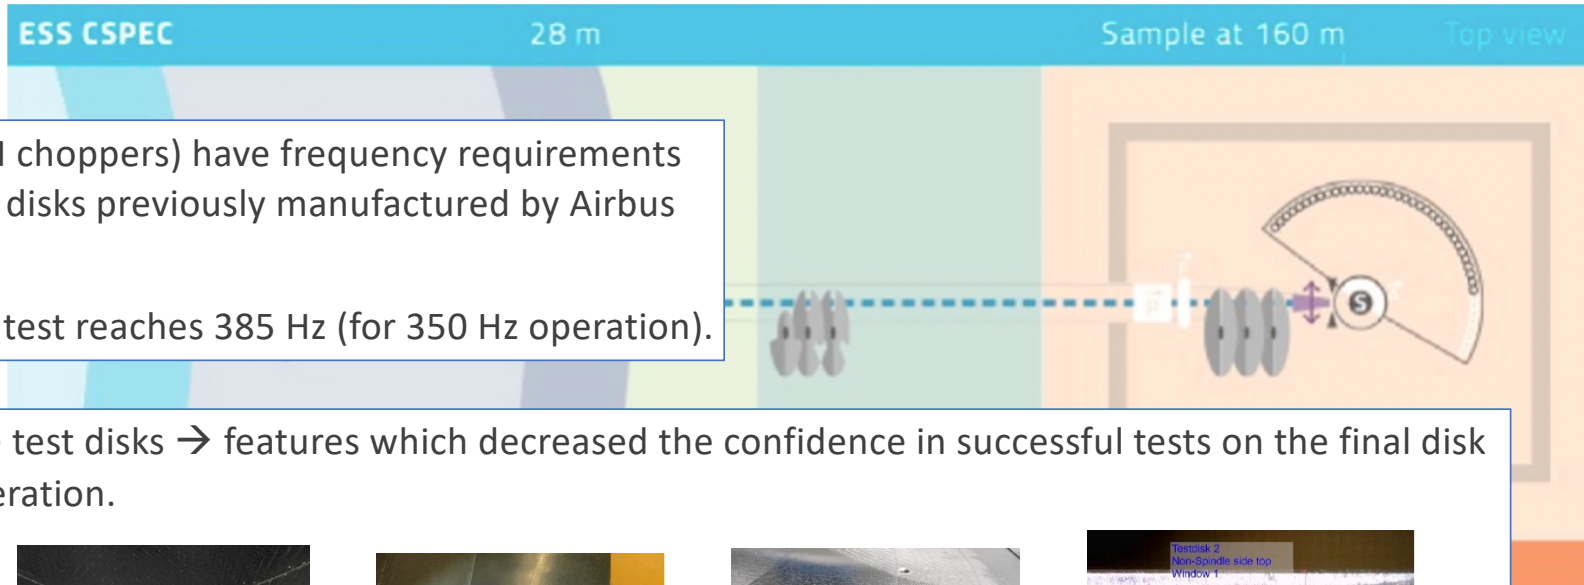 ESS CSPEC 28 m Sample at 160 m Top view
choppers) have frequency requirements
disks previously manufactured by Airbus
test reaches 385 Hz (for 350 Hz operation).
S
test disks → features which decreased the confidence in successful tests on the final disk
eration.
Testdisk 2
Non-Spindle side top
Window 1